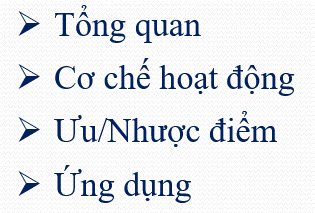 ➢ Tổng quan
➢ Cơ chế hoạt động
➢ Ưu/Nhược điểm
➢ Ứng dụng